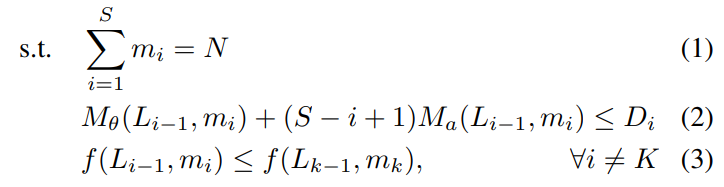 s.t. \sum_{i=1}^{S} m_i = N (1)
M_θ(L_{i−1}, m_i) + (S − i + 1)M_a(L_{i−1}, m_i) ≤ D_i (2)
f(L_{i−1}, m_i) ≤ f(L_{k−1}, m_k), ∀i ≠ K (3)